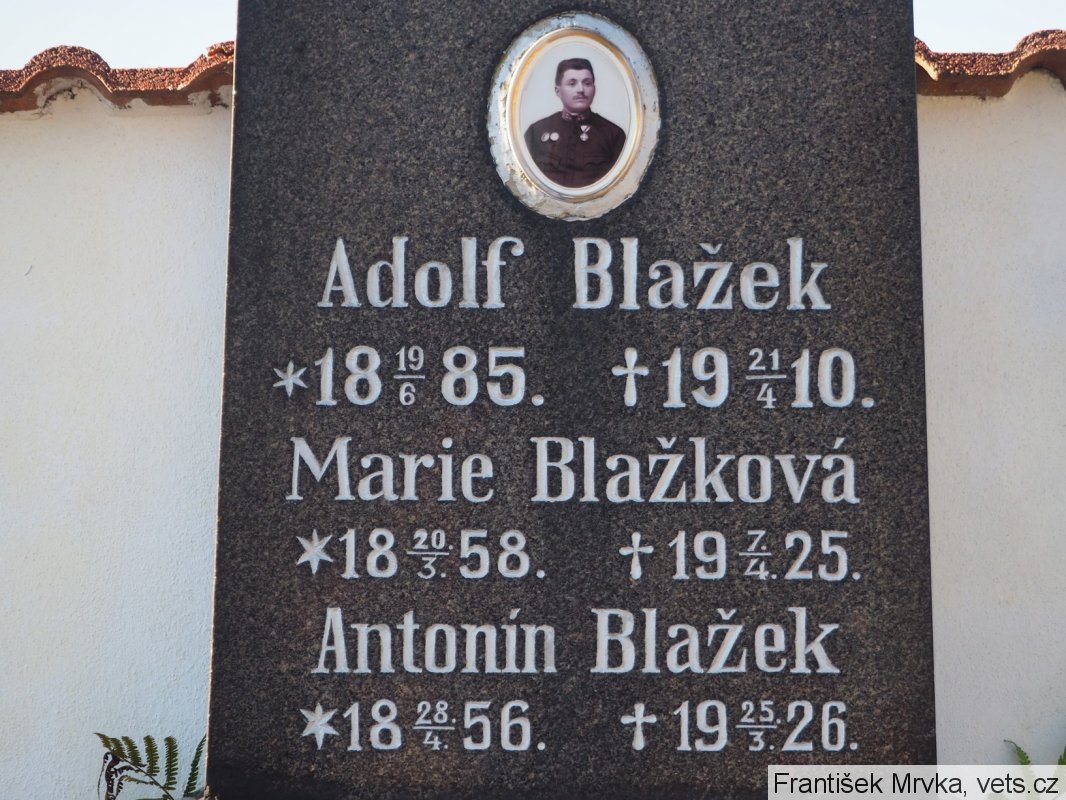 Adolf Blažek
*18 19/6 85. †19 21/4 10.
Marie Blažková
*18 20./3. 58. †19 7./4. 25.
Antonín Blažek
*18 28./4. 56. †19 25./3. 26.
František Mrvka, vets.cz